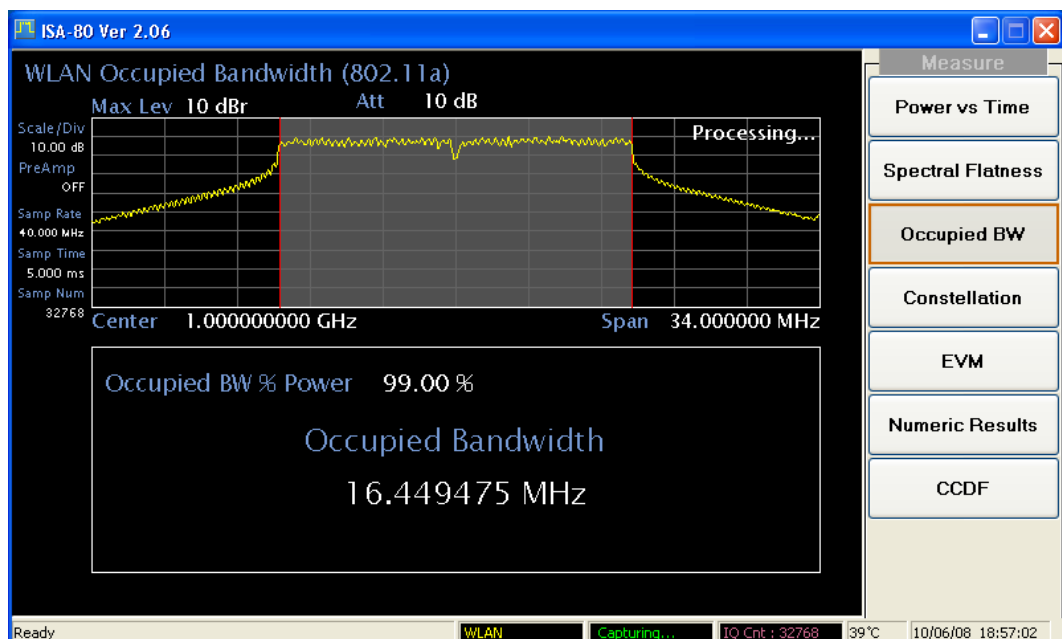 ISA-80 Ver 2.06
WLAN Occupied Bandwidth (802.11a)
Max Lev 10 dBr Att 10 dB
Scale/Div
10.00 dB
PreAmp
OFF
Samp Rate
40.000 MHz
Samp Time
5.000 ms
Samp Num
32768
Processing...
Center 1.000000000 GHz Span 34.000000 MHz
Occupied BW % Power 99.00 %
Occupied Bandwidth
16.449475 MHz
Measure
Power vs Time
Spectral Flatness
Occupied BW
Constellation
EVM
Numeric Results
CCDF
Ready WLAN Capturing... IQ Cnt : 32768 39°C 10/06/08 18:57:02